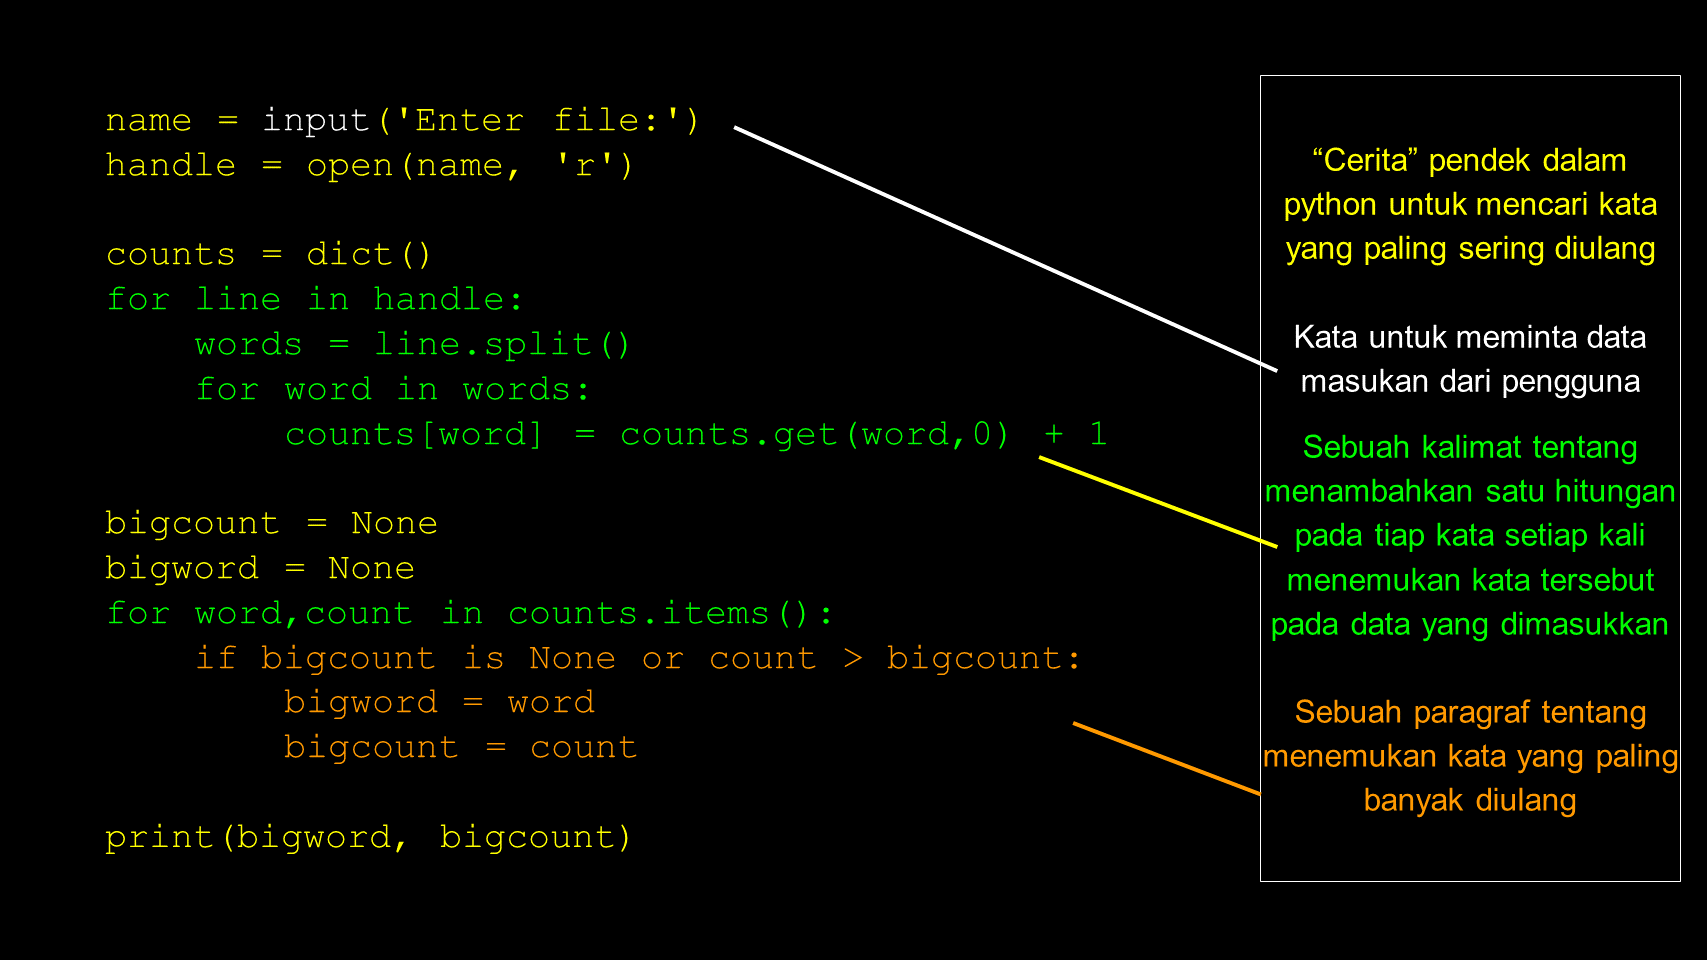 name = input('Enter file:')
handle = open(name, 'r')
counts = dict()
for line in handle:
    words = line.split()
    for word in words:
        counts[word] = counts.get(word,0) + 1
bigcount = None
bigword = None
for word,count in counts.items():
    if bigcount is None or count > bigcount:
        bigword = word
        bigcount = count
print(bigword, bigcount)
“Cerita” pendek dalam
python untuk mencari kata
yang paling sering diulang
Kata untuk meminta data
masukan dari pengguna
Sebuah kalimat tentang
menambahkan satu hitungan
pada tiap kata setiap kali
menemukan kata tersebut
pada data yang dimasukkan
Sebuah paragraf tentang
menemukan kata yang paling
banyak diulang